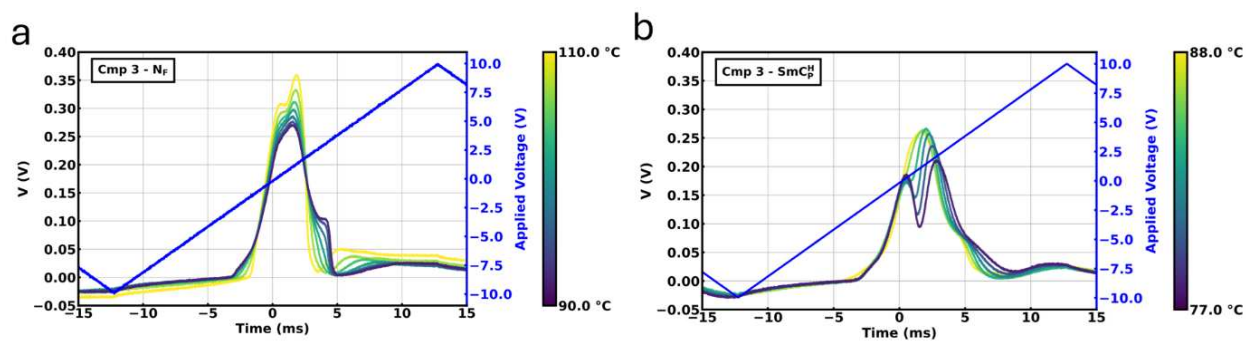 a
b
0.40
0.35
0.30
0.25
0.20
0.15
0.10
0.05
0.00
−0.05
V (V)
Cmp 3 - N_F
−15 −10 −5 0 5 10 15
Time (ms)
10.0
7.5
5.0
2.5
0.0
−2.5
−5.0
−7.5
−10.0
Applied Voltage (V)
110.0 °C
90.0 °C
0.40
0.35
0.30
0.25
0.20
0.15
0.10
0.05
0.00
−0.05
V (V)
Cmp 3 - SmC_P^H
−15 −10 −5 0 5 10 15
Time (ms)
10.0
7.5
5.0
2.5
0.0
−2.5
−5.0
−7.5
−10.0
Applied Voltage (V)
88.0 °C
77.0 °C